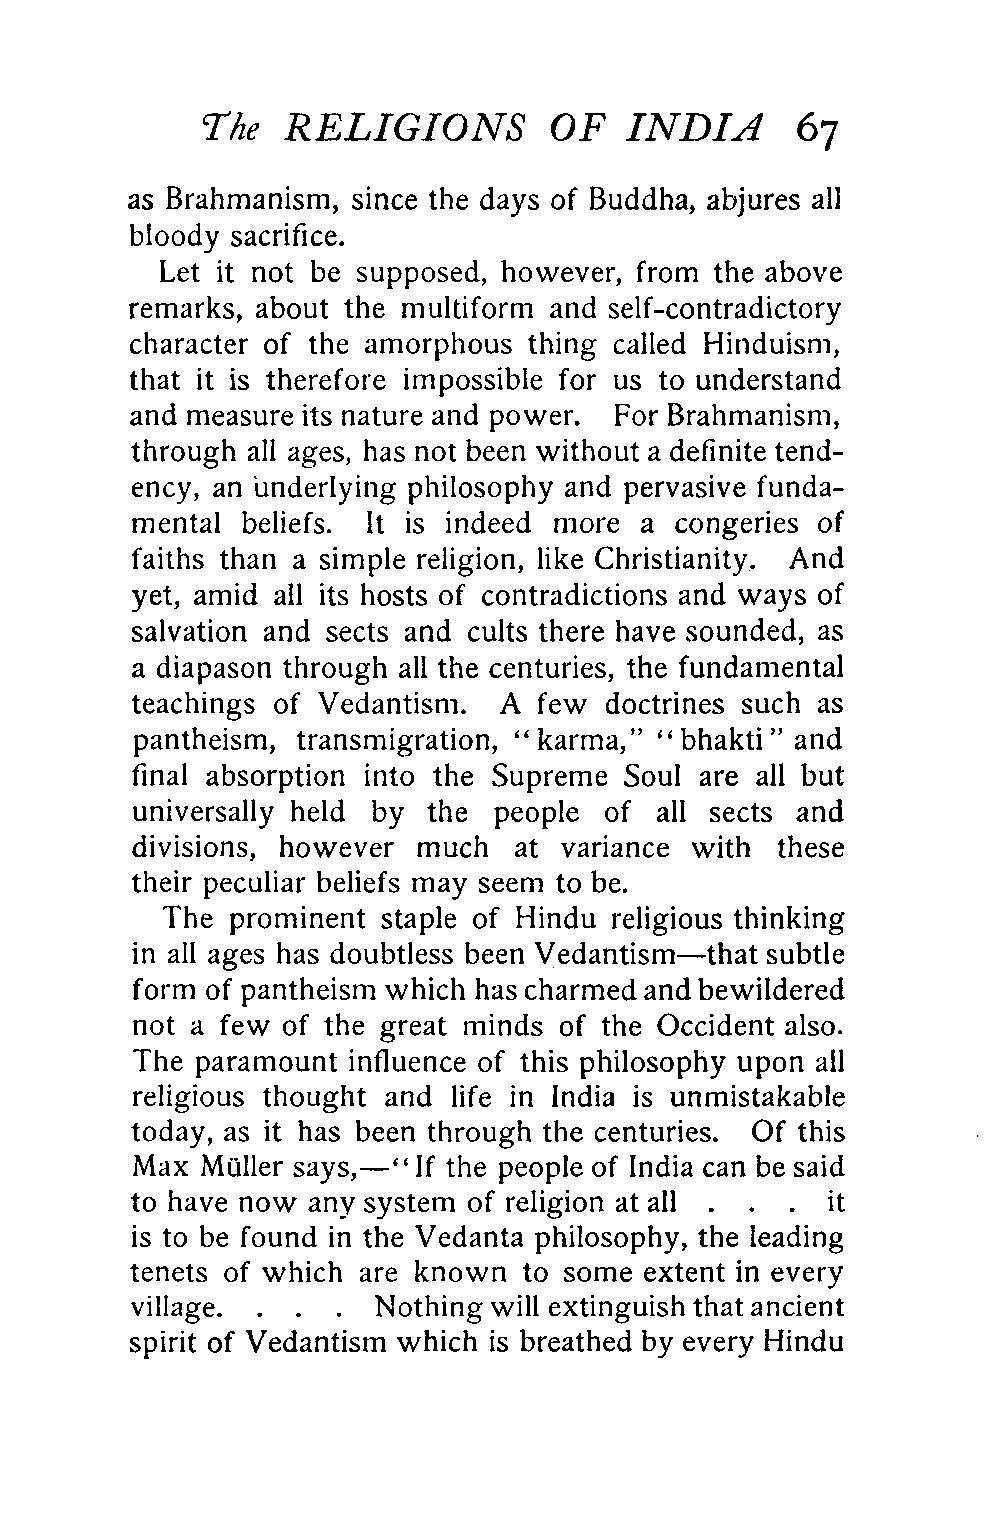 The RELIGIONS OF INDIA 67
as Brahmanism, since the days of Buddha, abjures all
bloody sacrifice.
Let it not be supposed, however, from the above
remarks, about the multiform and self-contradictory
character of the amorphous thing called Hinduism,
that it is therefore impossible for us to understand
and measure its nature and power. For Brahmanism,
through all ages, has not been without a definite tend-
ency, an underlying philosophy and pervasive funda-
mental beliefs. It is indeed more a congeries of
faiths than a simple religion, like Christianity. And
yet, amid all its hosts of contradictions and ways of
salvation and sects and cults there have sounded, as
a diapason through all the centuries, the fundamental
teachings of Vedantism. A few doctrines such as
pantheism, transmigration, "karma," "bhakti" and
final absorption into the Supreme Soul are all but
universally held by the people of all sects and
divisions, however much at variance with these
their peculiar beliefs may seem to be.
The prominent staple of Hindu religious thinking
in all ages has doubtless been Vedantism—that subtle
form of pantheism which has charmed and bewildered
not a few of the great minds of the Occident also.
The paramount influence of this philosophy upon all
religious thought and life in India is unmistakable
today, as it has been through the centuries. Of this
Max Müller says,—"If the people of India can be said
to have now any system of religion at all . . . it
is to be found in the Vedanta philosophy, the leading
tenets of which are known to some extent in every
village. . . . Nothing will extinguish that ancient
spirit of Vedantism which is breathed by every Hindu